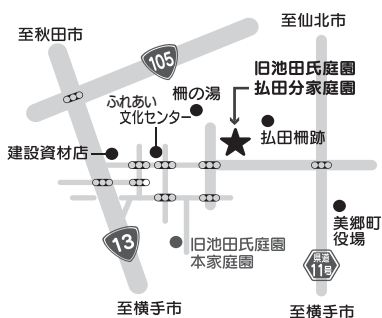 至仙北市
至秋田市
105
旧池田氏庭園
払田分家庭園
柵の湯
ふれあい
文化センター
払田柵跡
建設資材店
美郷町
役場
13
旧池田氏庭園
本家庭園
県道
11号
至横手市
至横手市